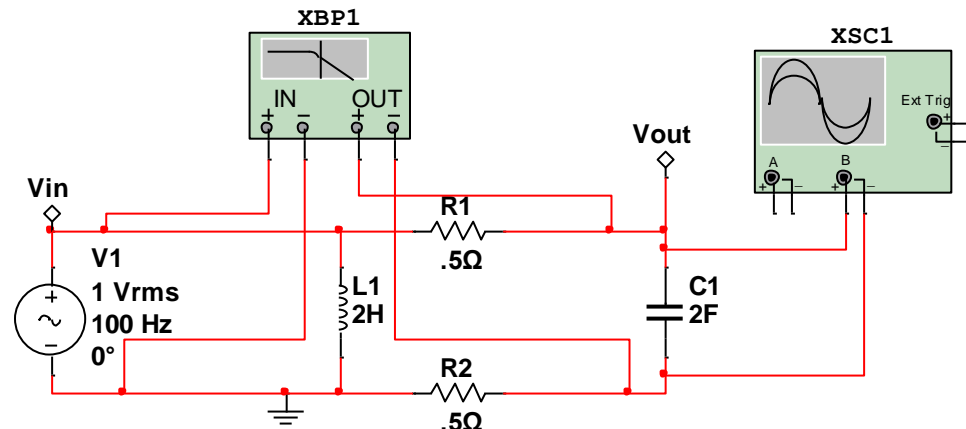 XBP1
XSC1
IN OUT
+ − + −
Ext Trig
+
−
Vout
A B
+ − + −
Vin
R1
.5Ω
V1
1 Vrms
100 Hz
0°
+
−
L1
2H
C1
2F
R2
.5Ω